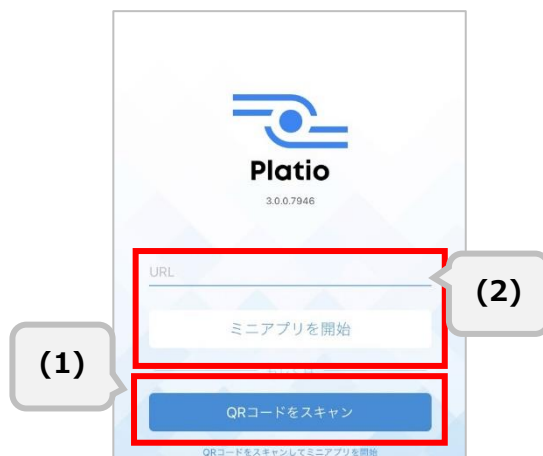 Platio
3.0.0.7946
URL
(2)
ミニアプリを開始
(1)
QRコードをスキャン
QRコードをスキャンしてミニアプリを開始